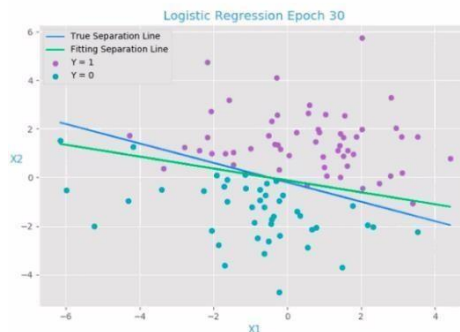 Logistic Regression Epoch 30
True Separation Line
Fitting Separation Line
Y = 1
Y = 0
X2
6
4
2
0
−2
−4
−6
−4
−2
0
2
4
X1